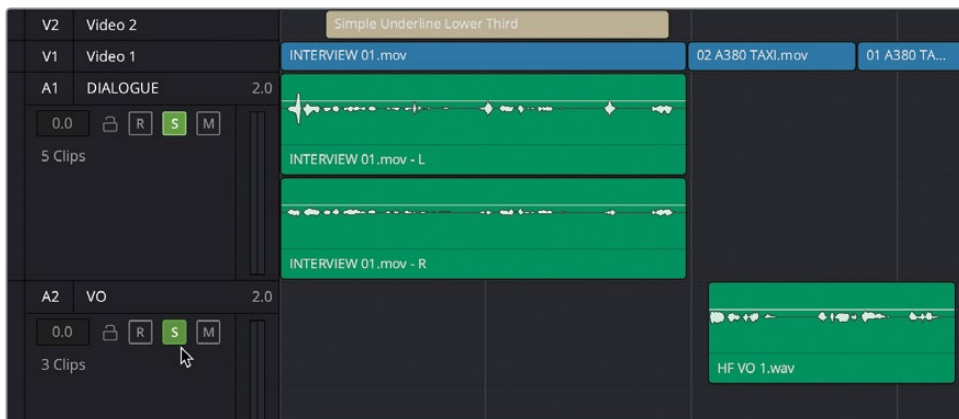 V2 Video 2 Simple Underline Lower Third
V1 Video 1 INTERVIEW 01.mov 02 A380 TAXI.mov 01 A380 TA...
A1 DIALOGUE 2.0
0.0 R S M
5 Clips
INTERVIEW 01.mov - L
INTERVIEW 01.mov - R
A2 VO 2.0
0.0 R S M
3 Clips
HF VO 1.wav